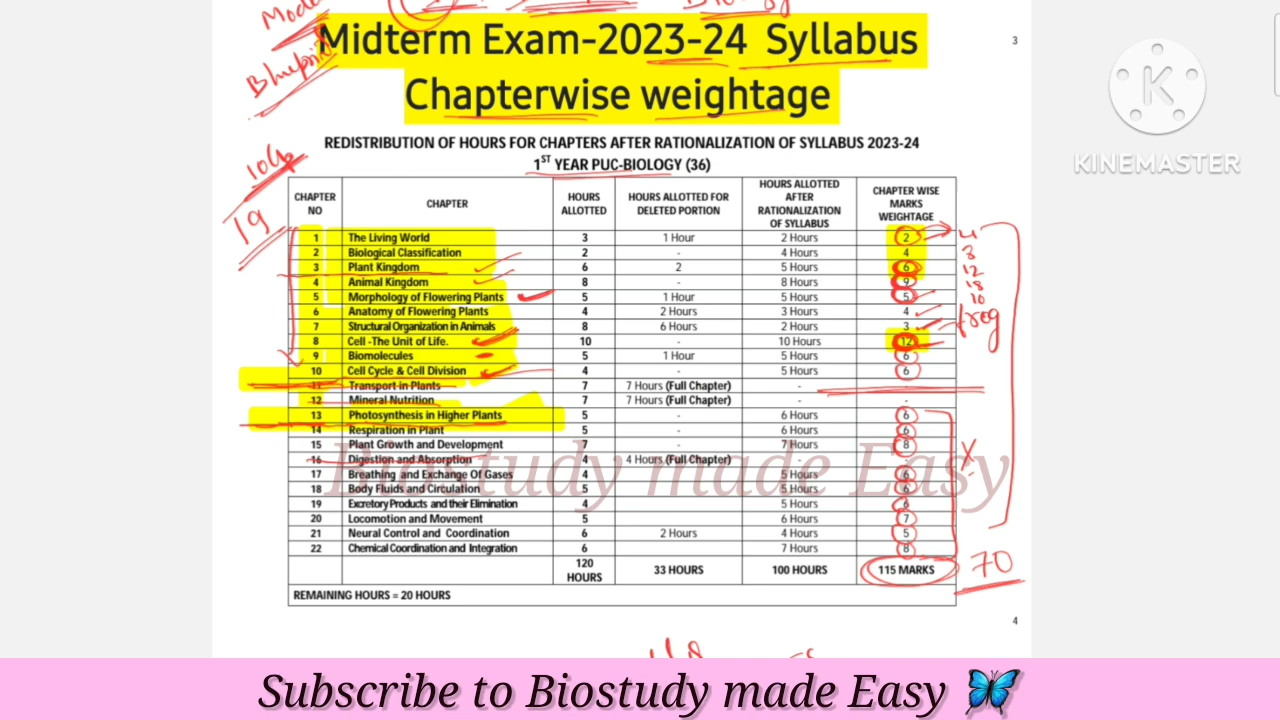 Model
Biology
3
Midterm Exam-2023-24 Syllabus
Blueprint
Chapterwise weightage
KINEMASTER
REDISTRIBUTION OF HOURS FOR CHAPTERS AFTER RATIONALIZATION OF SYLLABUS 2023-24
1ST YEAR PUC-BIOLOGY (36)
19
CHAPTER NO CHAPTER HOURS ALLOTTED HOURS ALLOTTED FOR DELETED PORTION HOURS ALLOTTED AFTER RATIONALIZATION OF SYLLABUS CHAPTER WISE MARKS WEIGHTAGE
1 The Living World 3 1 Hour 2 Hours 2 4
2 Biological Classification 2 - 4 Hours 4 8
3 Plant Kingdom 6 2 5 Hours 6 12
4 Animal Kingdom 8 - 8 Hours 9 18
5 Morphology of Flowering Plants 5 1 Hour 5 Hours 5 10
6 Anatomy of Flowering Plants 4 2 Hours 3 Hours 4
7 Structural Organization in Animals 8 6 Hours 2 Hours 3 freq
8 Cell -The Unit of Life. 10 - 10 Hours 12
9 Biomolecules 5 1 Hour 5 Hours 6
10 Cell Cycle & Cell Division 4 - 5 Hours 6
11 Transport in Plants 7 7 Hours (Full Chapter) - -
12 Mineral Nutrition 7 7 Hours (Full Chapter) - -
13 Photosynthesis in Higher Plants 5 - 6 Hours 6
14 Respiration in Plant 5 - 6 Hours 6
15 Plant Growth and Development 7 - 7 Hours 8
16 Digestion and Absorption 4 4 Hours (Full Chapter) -
17 Breathing and Exchange Of Gases 4 5 Hours 6
18 Body Fluids and Circulation 5 5 Hours 6
19 Excretory Products and their Elimination 4 5 Hours 6
20 Locomotion and Movement 5 6 Hours 7
21 Neural Control and Coordination 6 2 Hours 4 Hours 5
22 Chemical Coordination and Integration 6 7 Hours 8
120 HOURS 33 HOURS 100 HOURS 115 MARKS 70
REMAINING HOURS = 20 HOURS
Biostudy made Easy
4
Subscribe to Biostudy made Easy